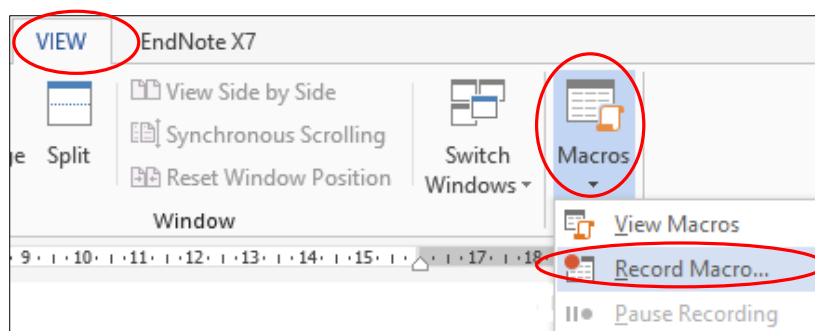 VIEW EndNote X7
View Side by Side
Synchronous Scrolling
Split Switch Macros
Reset Window Position Windows
Window View Macros
9 10 11 12 13 14 15 17 18
Record Macro...
Pause Recording